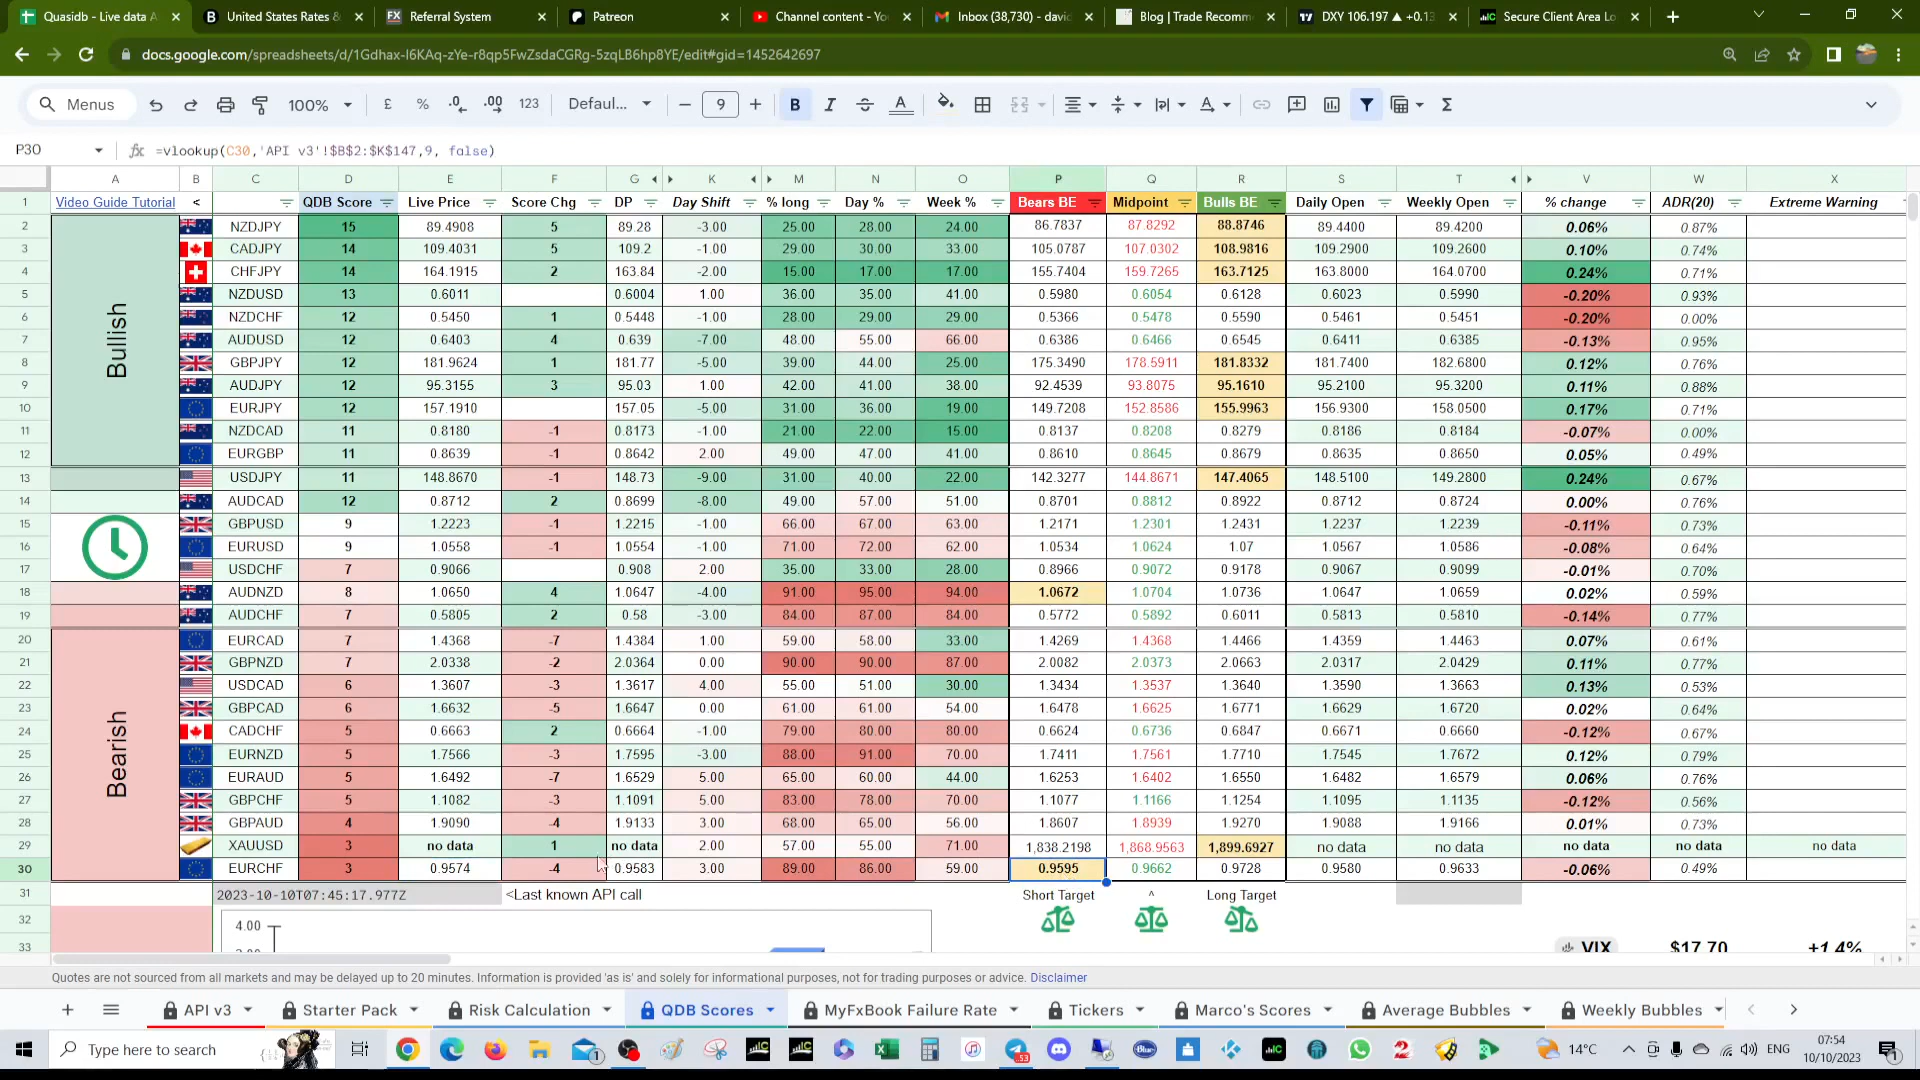 Quasidb - Live data A
United States Rates &
Referral System
Patreon
Channel content - Yo
Inbox (38,730) - david
Blog | Trade Recomm
DXY 106.197 ▲ +0.13
Secure Client Area Lo
docs.google.com/spreadsheets/d/1Gdhax-l6KAq-zYe-r8qp5FwZsdaCGRg-5zqLB6hp8YE/edit#gid=1452642697
Menus 100% £ % .0 .00 123 Defaul... 9 B I
P30 fx =vlookup(C30,'API v3'!$B$2:$K$147,9, false)
A B C D E F G K M N O P Q R S T V W X
1 Video Guide Tutorial < QDB Score Live Price Score Chg DP Day Shift % long Day % Week % Bears BE Midpoint Bulls BE Daily Open Weekly Open % change ADR(20) Extreme Warning
2 NZDJPY 15 89.4908 5 89.28 -3.00 25.00 28.00 24.00 86.7837 87.8292 88.8746 89.4400 89.4200 0.06% 0.87%
3 CADJPY 14 109.4031 5 109.2 -1.00 29.00 30.00 33.00 105.0787 107.0302 108.9816 109.2900 109.2600 0.10% 0.74%
4 CHFJPY 14 164.1915 2 163.84 -2.00 15.00 17.00 17.00 155.7404 159.7265 163.7125 163.8000 164.0700 0.24% 0.71%
5 NZDUSD 13 0.6011 0.6004 1.00 36.00 35.00 41.00 0.5980 0.6054 0.6128 0.6023 0.5990 -0.20% 0.93%
6 NZDCHF 12 0.5450 1 0.5448 -1.00 28.00 29.00 29.00 0.5366 0.5478 0.5590 0.5461 0.5451 -0.20% 0.00%
7 AUDUSD 12 0.6403 4 0.639 -7.00 48.00 55.00 66.00 0.6386 0.6466 0.6545 0.6411 0.6385 -0.13% 0.95%
Bullish
8 GBPJPY 12 181.9624 1 181.77 -5.00 39.00 44.00 25.00 175.3490 178.5911 181.8332 181.7400 182.6800 0.12% 0.76%
9 AUDJPY 12 95.3155 3 95.03 1.00 42.00 41.00 38.00 92.4539 93.8075 95.1610 95.2100 95.3200 0.11% 0.88%
10 EURJPY 12 157.1910 157.05 -5.00 31.00 36.00 19.00 149.7208 152.8586 155.9963 156.9300 158.0500 0.17% 0.71%
11 NZDCAD 11 0.8180 -1 0.8173 -1.00 21.00 22.00 15.00 0.8137 0.8208 0.8279 0.8186 0.8184 -0.07% 0.00%
12 EURGBP 11 0.8639 -1 0.8642 2.00 49.00 47.00 41.00 0.8610 0.8645 0.8679 0.8635 0.8650 0.05% 0.49%
13 USDJPY 11 148.8670 -1 148.73 -9.00 31.00 40.00 22.00 142.3277 144.8671 147.4065 148.5100 149.2800 0.24% 0.67%
14 AUDCAD 12 0.8712 2 0.8699 -8.00 49.00 57.00 51.00 0.8701 0.8812 0.8922 0.8712 0.8724 0.00% 0.76%
15 GBPUSD 9 1.2223 -1 1.2215 -1.00 66.00 67.00 63.00 1.2171 1.2301 1.2431 1.2237 1.2239 -0.11% 0.73%
16 EURUSD 9 1.0558 -1 1.0554 -1.00 71.00 72.00 62.00 1.0534 1.0624 1.07 1.0567 1.0586 -0.08% 0.64%
17 USDCHF 7 0.9066 0.908 2.00 35.00 33.00 28.00 0.8966 0.9072 0.9178 0.9067 0.9099 -0.01% 0.70%
18 AUDNZD 8 1.0650 4 1.0647 -4.00 91.00 95.00 94.00 1.0672 1.0704 1.0736 1.0647 1.0659 0.02% 0.59%
19 AUDCHF 7 0.5805 2 0.58 -3.00 84.00 87.00 84.00 0.5772 0.5892 0.6011 0.5813 0.5810 -0.14% 0.77%
20 EURCAD 7 1.4368 -7 1.4384 1.00 59.00 58.00 33.00 1.4269 1.4368 1.4466 1.4359 1.4463 0.07% 0.61%
21 GBPNZD 7 2.0338 -2 2.0364 0.00 90.00 90.00 87.00 2.0082 2.0373 2.0663 2.0317 2.0429 0.11% 0.77%
22 USDCAD 6 1.3607 -3 1.3617 4.00 55.00 51.00 30.00 1.3434 1.3537 1.3640 1.3590 1.3663 0.13% 0.53%
23 GBPCAD 6 1.6632 -5 1.6647 0.00 61.00 61.00 54.00 1.6478 1.6625 1.6771 1.6629 1.6720 0.02% 0.64%
24 CADCHF 5 0.6663 2 0.6664 -1.00 79.00 80.00 80.00 0.6624 0.6736 0.6847 0.6671 0.6660 -0.12% 0.67%
Bearish
25 EURNZD 5 1.7566 -3 1.7595 -3.00 88.00 91.00 70.00 1.7411 1.7561 1.7710 1.7545 1.7672 0.12% 0.79%
26 EURAUD 5 1.6492 -7 1.6529 5.00 65.00 60.00 44.00 1.6253 1.6402 1.6550 1.6482 1.6579 0.06% 0.76%
27 GBPCHF 5 1.1082 -3 1.1091 5.00 83.00 78.00 70.00 1.1077 1.1166 1.1254 1.1095 1.1135 -0.12% 0.56%
28 GBPAUD 4 1.9090 -4 1.9133 3.00 68.00 65.00 56.00 1.8607 1.8939 1.9270 1.9088 1.9166 0.01% 0.73%
29 XAUUSD 3 no data 1 no data 2.00 57.00 55.00 71.00 1,838.2198 1,868.9563 1,899.6927 no data no data no data no data no data
30 EURCHF 3 0.9574 -4 0.9583 3.00 89.00 86.00 59.00 0.9595 0.9662 0.9728 0.9580 0.9633 -0.06% 0.49%
31 2023-10-10T07:45:17.977Z <Last known API call Short Target ^ Long Target
32 4.00
33 VIX $17.70 +1.4%
Quotes are not sourced from all markets and may be delayed up to 20 minutes. Information is provided 'as is' and solely for informational purposes, not for trading purposes or advice. Disclaimer
API v3 Starter Pack Risk Calculation QDB Scores MyFxBook Failure Rate Tickers Marco's Scores Average Bubbles Weekly Bubbles
Type here to search 14°C ENG 07:54
10/10/2023